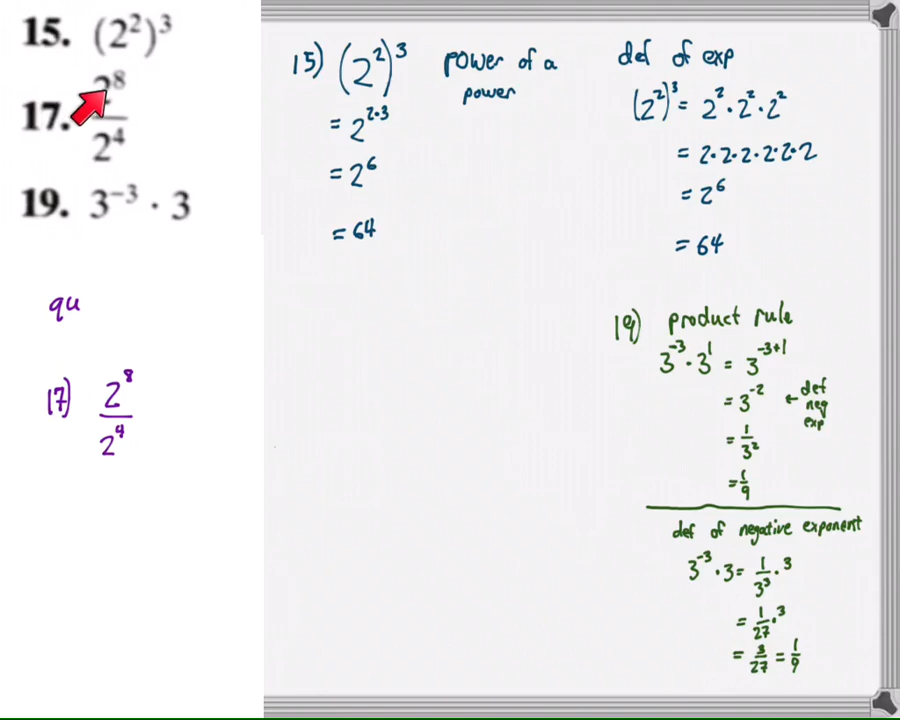 15. (2²)³
17. 2⁸/2⁴
19. 3⁻³ · 3
15) (2²)³ power of a power
= 2²·³
= 2⁶
= 64
def of exp
(2²)³ = 2² · 2² · 2²
= 2·2·2·2·2·2
= 2⁶
= 64
qu
17) 2⁸/2⁴
19) product rule
3⁻³ · 3¹ = 3⁻³⁺¹
= 3⁻² ← def neg exp
= 1/3²
= 1/9
def of negative exponent
3⁻³ · 3 = 1/3³ · 3
= 1/27 · 3
= 3/27 = 1/9